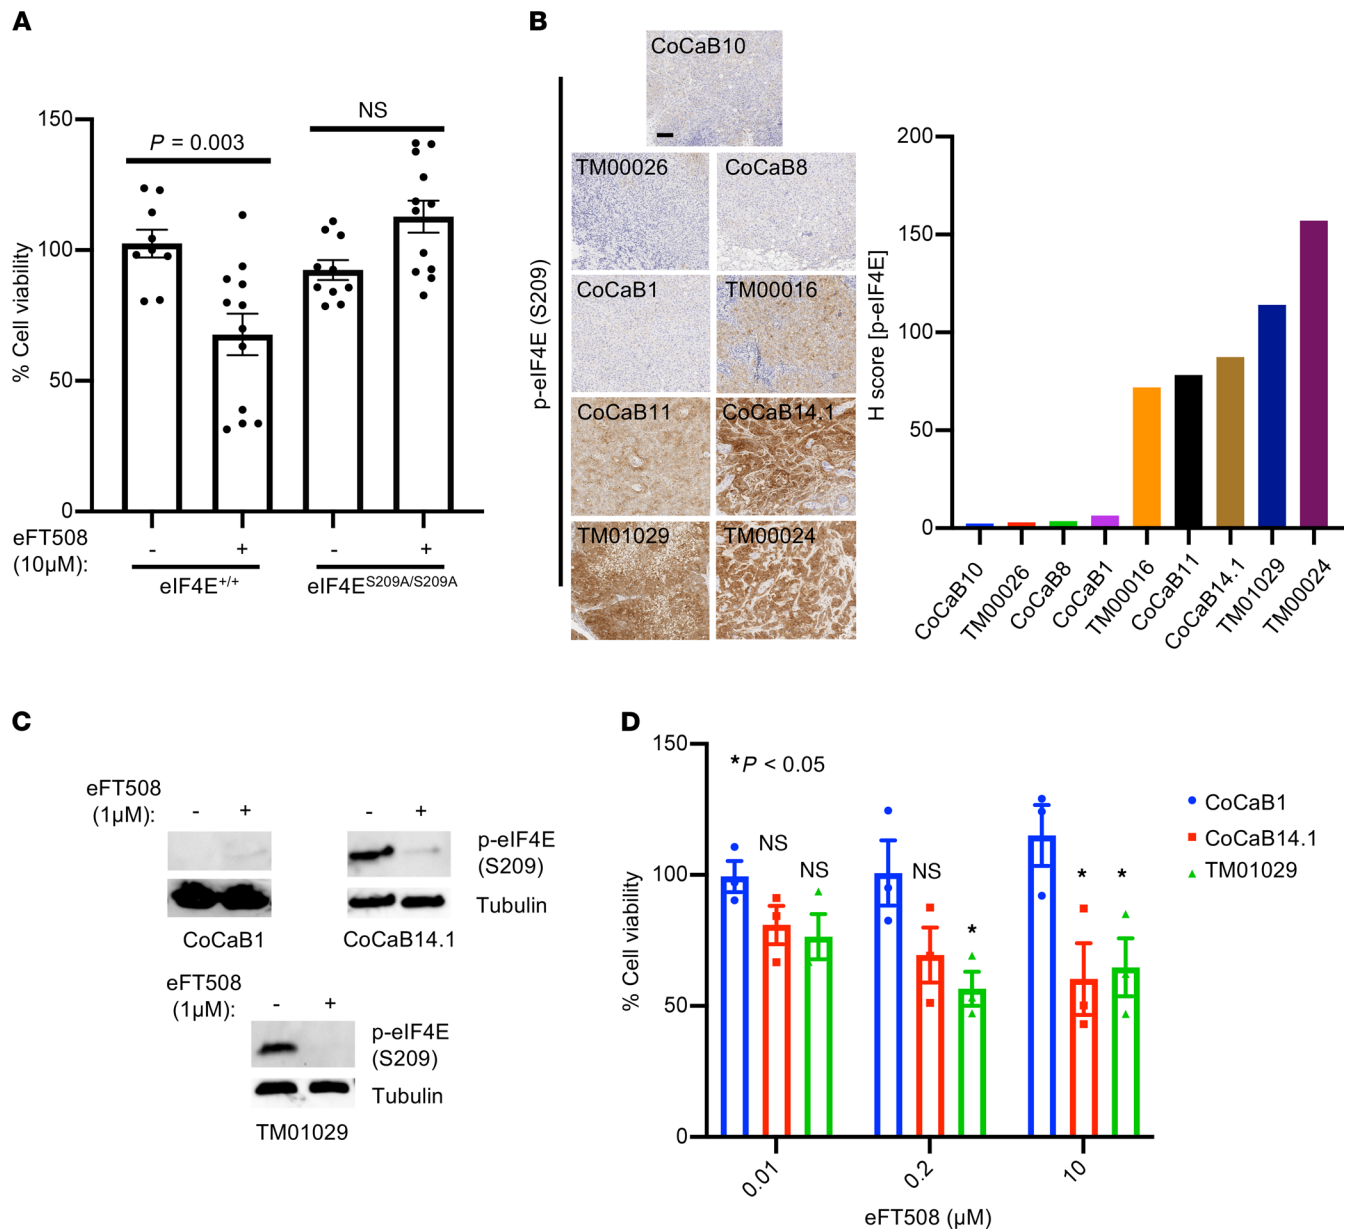 A
% Cell viability
150
100
50
0
P = 0.003
NS
eFT508
(10μM):
- + - +
eIF4E+/+ eIF4ES209A/S209A
B
p-eIF4E (S209)
CoCaB10
TM00026 CoCaB8
CoCaB1 TM00016
CoCaB11 CoCaB14.1
TM01029 TM00024
H score [p-eIF4E]
200
150
100
50
0
CoCaB10
TM00026
CoCaB8
CoCaB1
TM00016
CoCaB11
CoCaB14.1
TM01029
TM00024
C
eFT508
(1μM): - + - +
p-eIF4E
(S209)
Tubulin
CoCaB1 CoCaB14.1
eFT508
(1μM): - +
p-eIF4E
(S209)
Tubulin
TM01029
D
% Cell viability
150
100
50
0
*P < 0.05
NS
NS
NS
*
*
*
CoCaB1
CoCaB14.1
TM01029
0.01
0.2
10
eFT508 (μM)